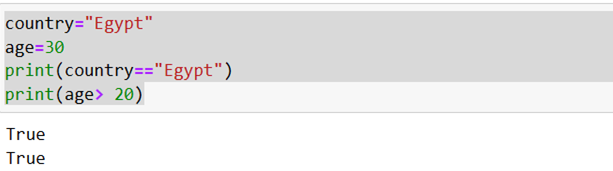 country="Egypt"
age=30
print(country=="Egypt")
print(age> 20)
True
True